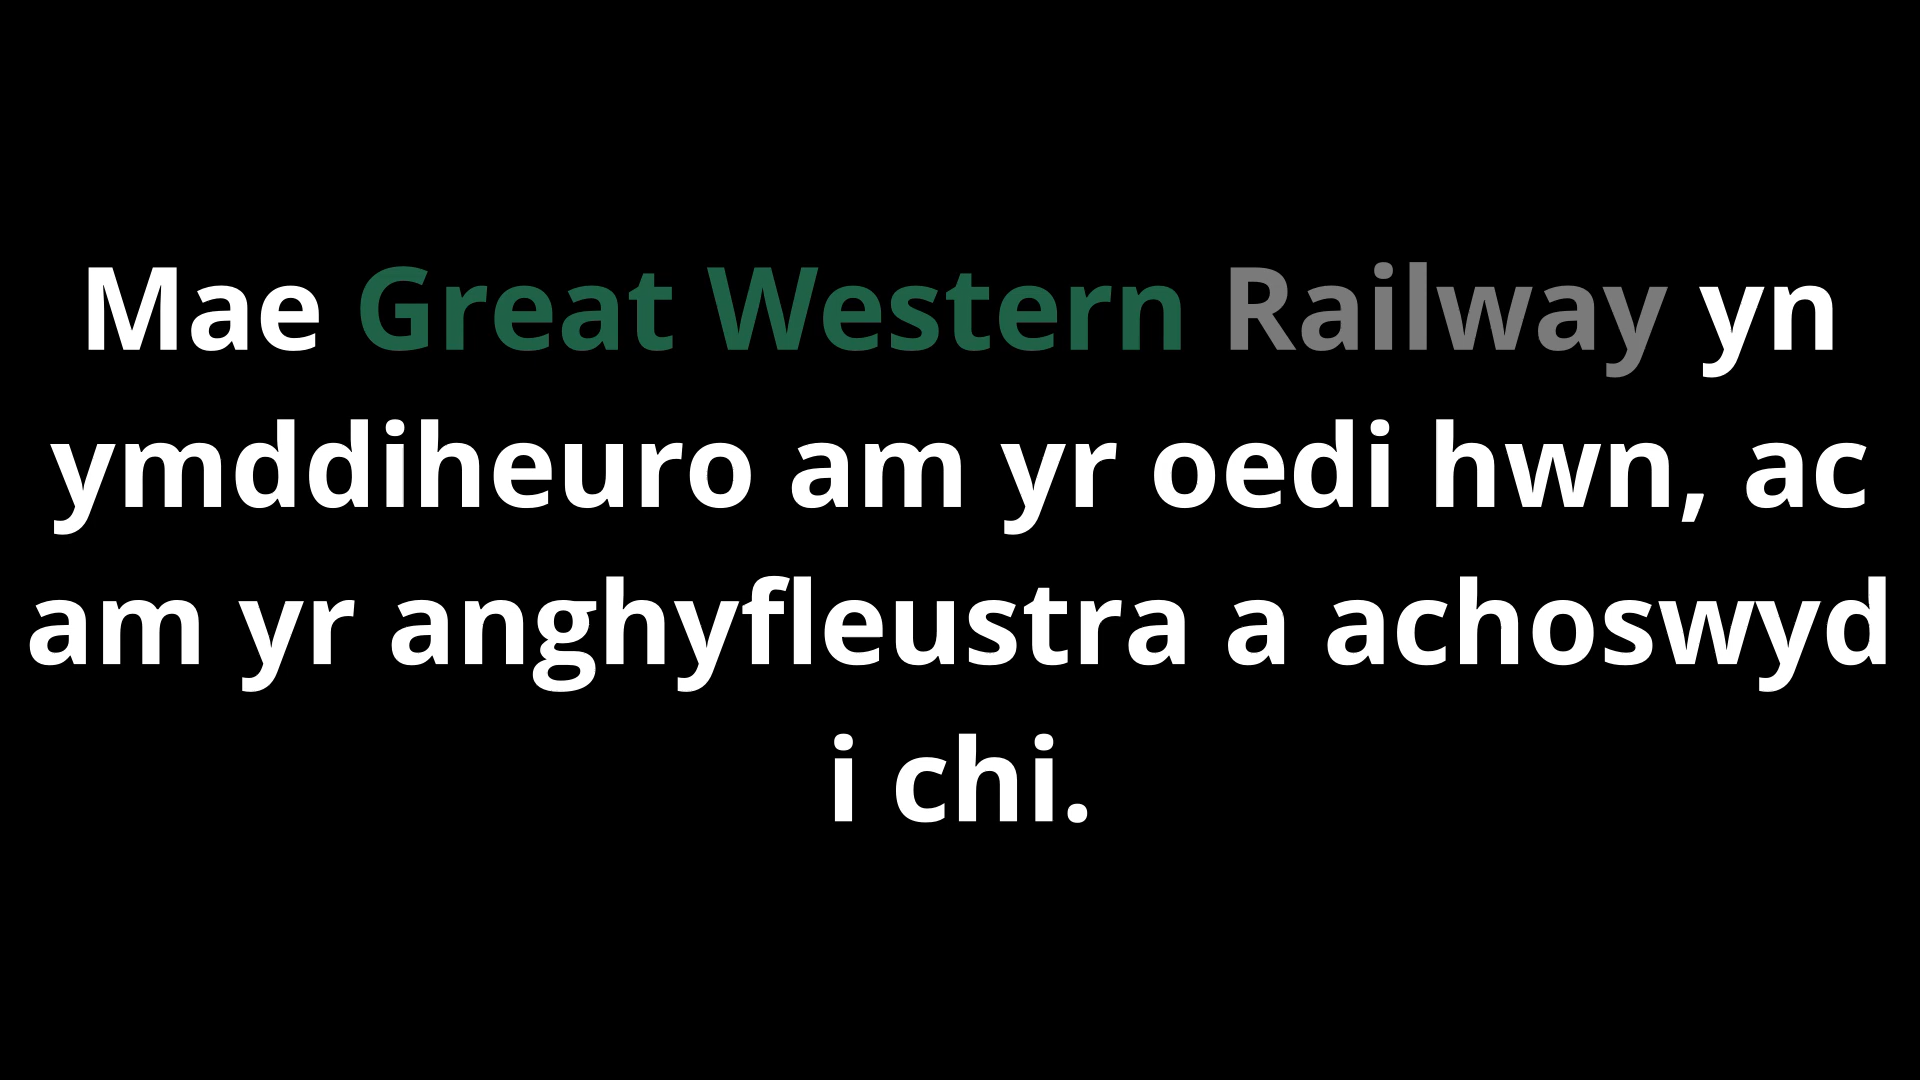 Mae Great Western Railway yn
ymddiheuro am yr oedi hwn, ac
am yr anghyfleustra a achoswyd
i chi.